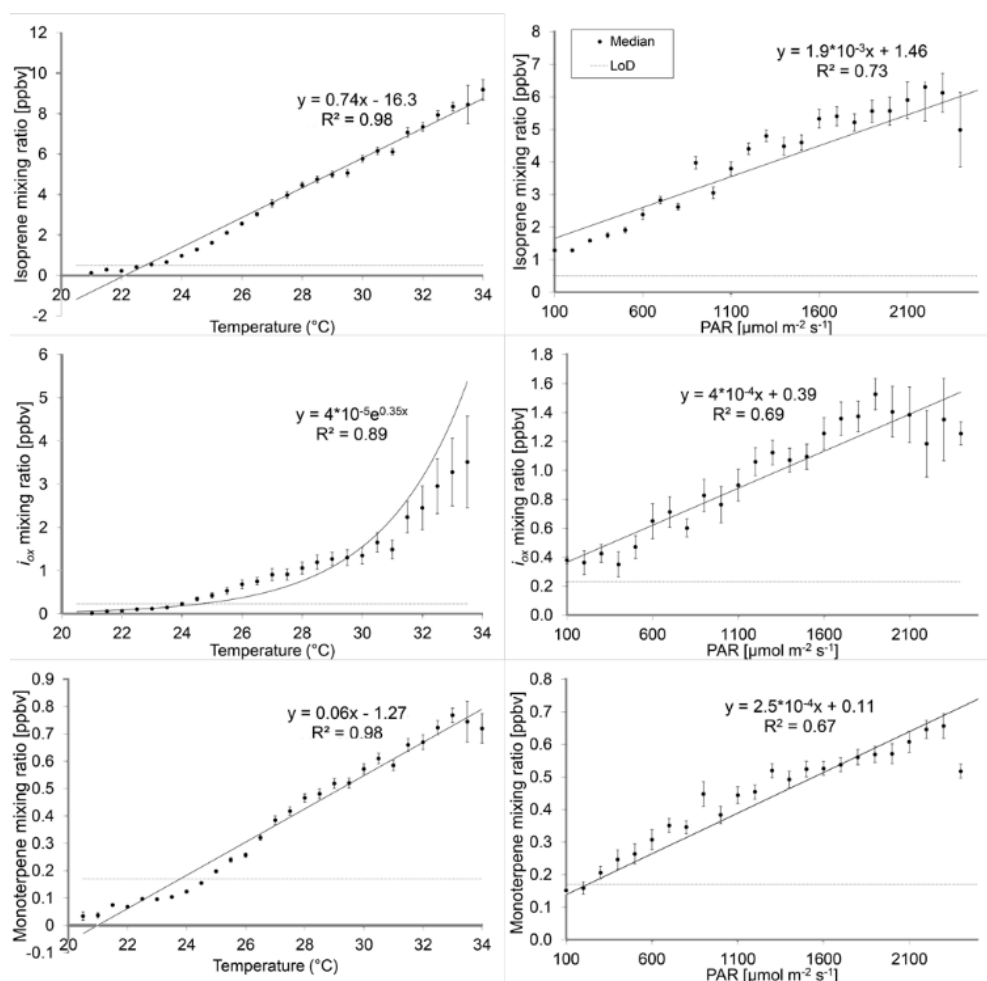 12
10
8
6
4
2
0
-2
20 22 24 26 28 30 32 34
Isoprene mixing ratio [ppbv]
Temperature (°C)
y = 0.74x - 16.3
R² = 0.98
8
7
6
5
4
3
2
1
0
100 600 1100 1600 2100
Isoprene mixing ratio [ppbv]
PAR [µmol m⁻² s⁻¹]
Median
LoD
y = 1.9*10⁻³x + 1.46
R² = 0.73
6
5
4
3
2
1
0
20 22 24 26 28 30 32 34
iₒₓ mixing ratio [ppbv]
Temperature (°C)
y = 4*10⁻⁵e⁰·³⁵ˣ
R² = 0.89
1.8
1.6
1.4
1.2
1.0
0.8
0.6
0.4
0.2
0.0
100 600 1100 1600 2100
iₒₓ mixing ratio [ppbv]
PAR [µmol m⁻² s⁻¹]
y = 4*10⁻⁴x + 0.39
R² = 0.69
0.9
0.8
0.7
0.6
0.5
0.4
0.3
0.2
0.1
0
-0.1
20 22 24 26 28 30 32 34
Monoterpene mixing ratio [ppbv]
Temperature (°C)
y = 0.06x - 1.27
R² = 0.98
0.8
0.7
0.6
0.5
0.4
0.3
0.2
0.1
0.0
100 600 1100 1600 2100
Monoterpene mixing ratio [ppbv]
PAR [µmol m⁻² s⁻¹]
y = 2.5*10⁻⁴x + 0.11
R² = 0.67